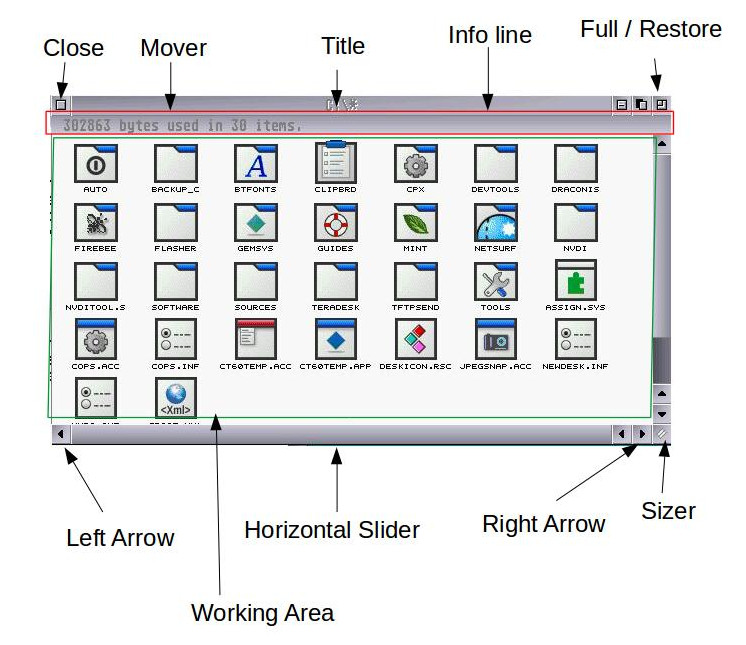 Close
Mover
Title
Info line
Full / Restore
C:\*
302863 bytes used in 30 items.
AUTO
BACKUP_C
BTFONTS
CLIPBRD
CPX
DEVTOOLS
DRACONIS
FIREBEE
FLASHER
GEMSYS
GUIDES
MINT
NETSURF
NVDI
NVDITOOL.S
SOFTWARE
SOURCES
TERADESK
TFTPSEND
TOOLS
ASSIGN.SYS
COPS.ACC
COPS.INF
CT60TEMP.ACC
CT60TEMP.APP
DESKICON.RSC
JPEGSNAP.ACC
NEWDESK.INF
<Xml>
Left Arrow
Horizontal Slider
Right Arrow
Sizer
Working Area